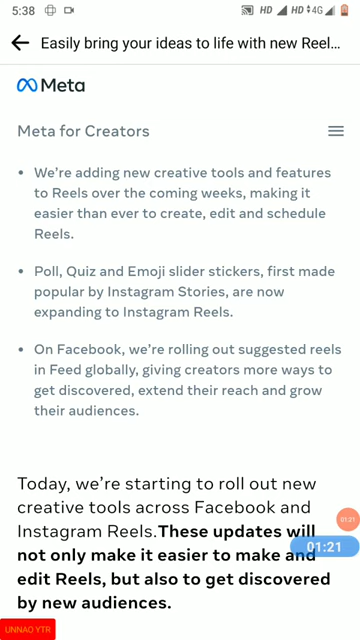 5:38 HD HD 4G
Easily bring your ideas to life with new Reel...
Meta
Meta for Creators
• We're adding new creative tools and features
to Reels over the coming weeks, making it
easier than ever to create, edit and schedule
Reels.
• Poll, Quiz and Emoji slider stickers, first made
popular by Instagram Stories, are now
expanding to Instagram Reels.
• On Facebook, we're rolling out suggested reels
in Feed globally, giving creators more ways to
get discovered, extend their reach and grow
their audiences.
Today, we're starting to roll out new
creative tools across Facebook and
Instagram Reels. These updates will
01:21
not only make it easier to make and
01:21
edit Reels, but also to get discovered
by new audiences.
UNNAO YTR